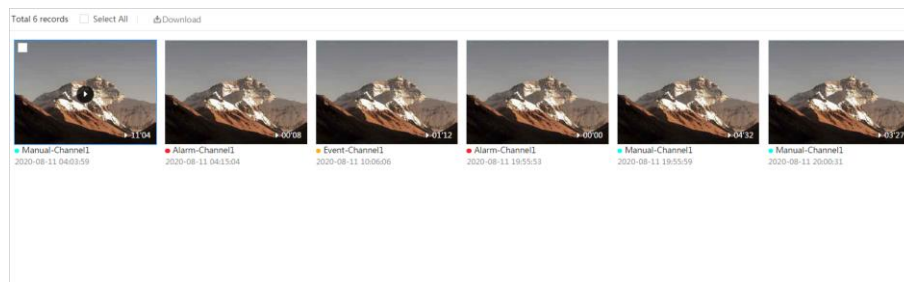 Total 6 records Select All Download
11'04 00'08 01'12 00'00 04'32 03'27
Manual-Channel1 Alarm-Channel1 Event-Channel1 Alarm-Channel1 Manual-Channel1 Manual-Channel1
2020-08-11 04:03:59 2020-08-11 04:15:04 2020-08-11 10:06:06 2020-08-11 19:55:53 2020-08-11 19:55:59 2020-08-11 20:00:31